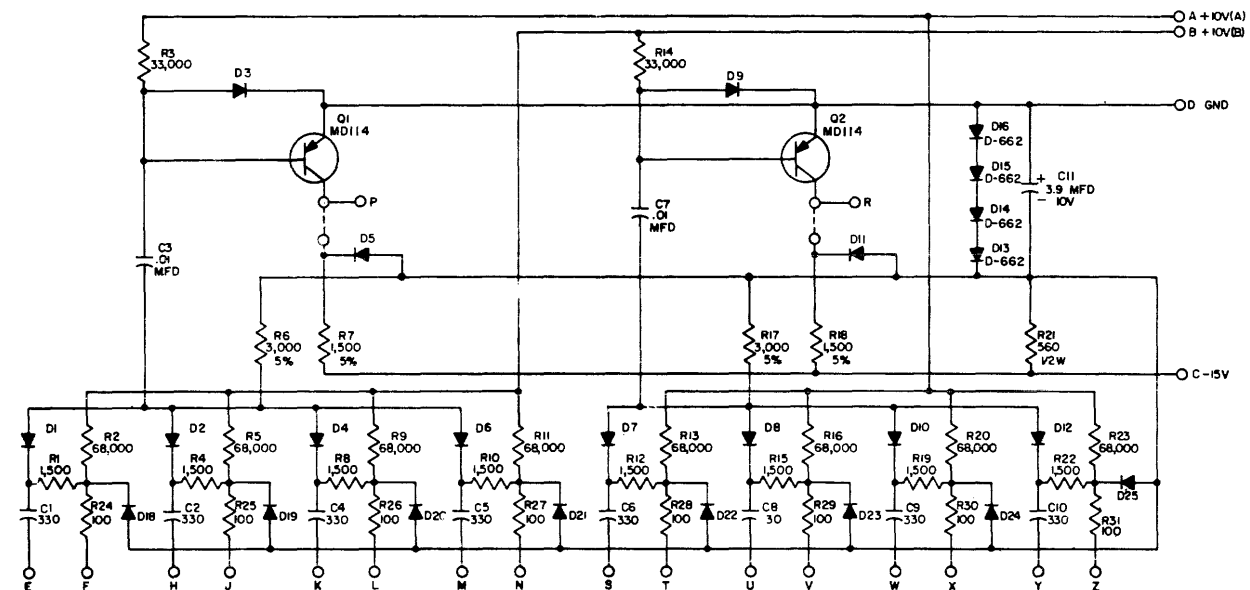 A +10V(A)
B +10V(B)
R3
33,000
D3
R14
33,000
D9
D GND
Q1
MD114
Q2
MD114
D16
D-662
D15
D-662
D14
D-662
D13
D-662
C11
3.9 MFD
10V
+
−
P
R
C7
.01
MFD
C3
.01
MFD
D5
D11
R6
3,000
5%
R7
1,500
5%
R17
3,000
5%
R18
1,500
5%
R21
560
1/2W
C -15V
D1
R2
68,000
D2
R5
68,000
D4
R9
68,000
D6
R11
68,000
D7
R13
68,000
D8
R16
68,000
D10
R20
68,000
D12
R23
68,000
R1
1,500
R4
1,500
R8
1,500
R10
1,500
R12
1,500
R15
1,500
R19
1,500
R22
1,500
D25
C1
330
R24
100
D18
C2
330
R25
100
D19
C4
330
R26
100
D20
C5
330
R27
100
D21
C6
330
R28
100
D22
C8
30
R29
100
D23
C9
330
R30
100
D24
C10
330
R31
100
E F H J K L M N S T U V W X Y Z